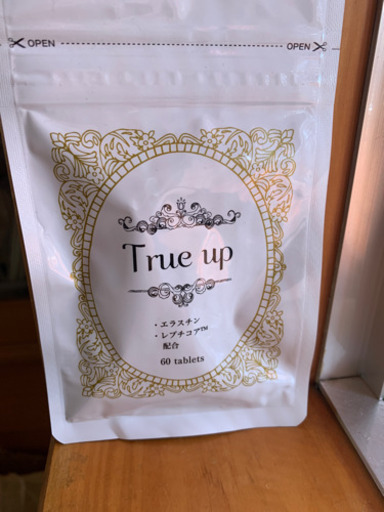 OPEN OPEN
True up
・エラスチン
・レプチコア™
配合
60 tablets